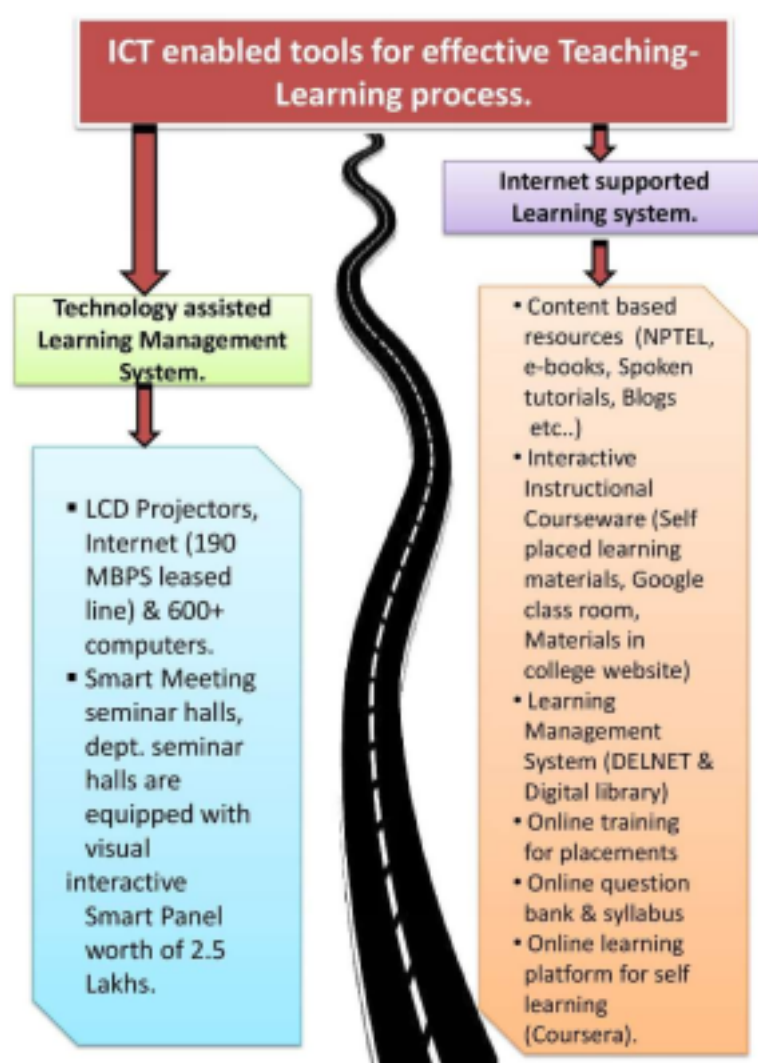 ICT enabled tools for effective Teaching-
Learning process.
Technology assisted
Learning Management
System.
▪ LCD Projectors,
Internet (190
MBPS leased
line) & 600+
computers.
▪ Smart Meeting
seminar halls,
dept. seminar
halls are
equipped with
visual
interactive
Smart Panel
worth of 2.5
Lakhs.
Internet supported
Learning system.
• Content based
resources (NPTEL,
e-books, Spoken
tutorials, Blogs
etc..)
• Interactive
Instructional
Courseware (Self
placed learning
materials, Google
class room,
Materials in
college website)
• Learning
Management
System (DELNET &
Digital library)
• Online training
for placements
• Online question
bank & syllabus
• Online learning
platform for self
learning
(Coursera).